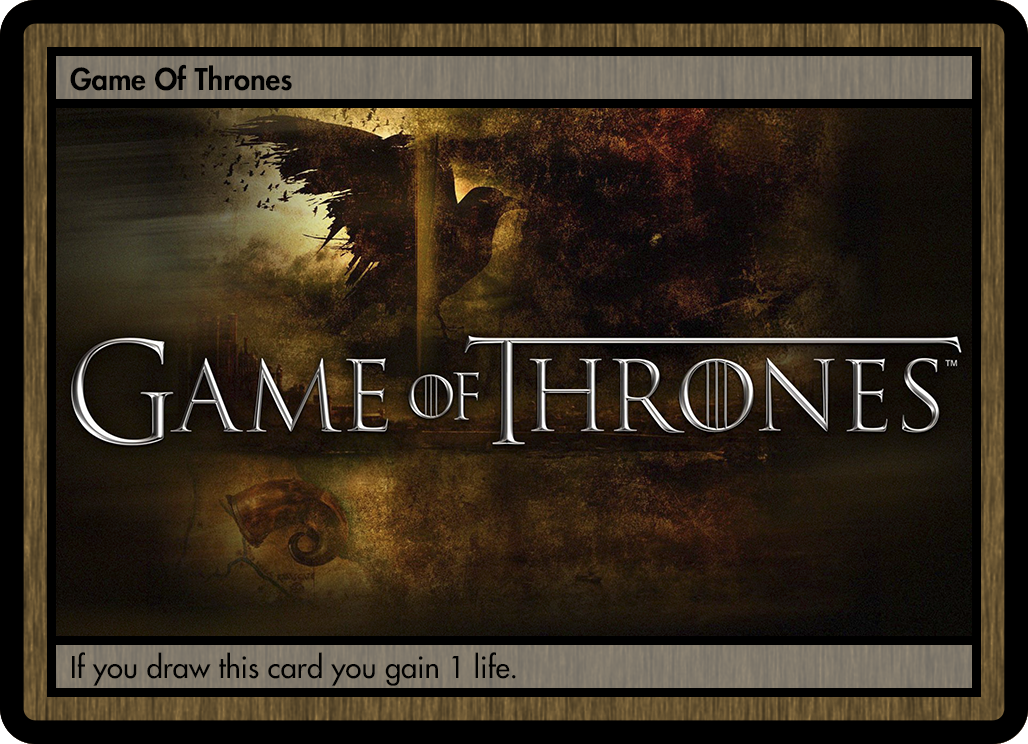 Game Of Thrones
GAME OF THRONES™
If you draw this card you gain 1 life.